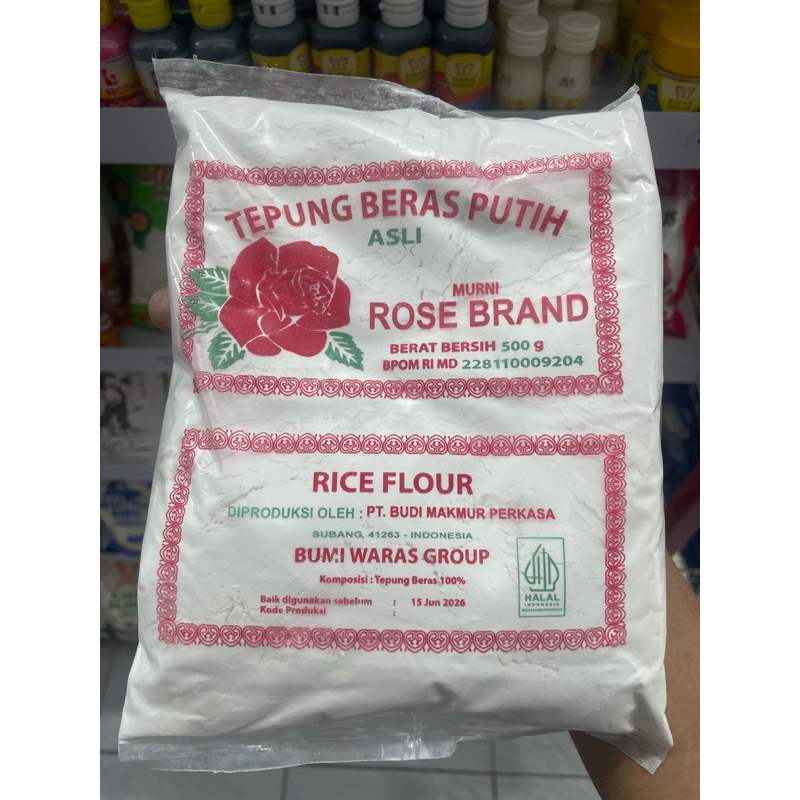 TEPUNG BERAS PUTIH
ASLI
MURNI
ROSE BRAND
BERAT BERSIH 500 g
BPOM RI MD 228110009204
RICE FLOUR
DIPRODUKSI OLEH : PT. BUDI MAKMUR PERKASA
SUBANG, 41263 - INDONESIA
BUMI WARAS GROUP
Komposisi : Tepung Beras 100%
HALAL
INDONESIA
Baik digunakan sebelum : 15 Jun 2026
Kode Produksi :